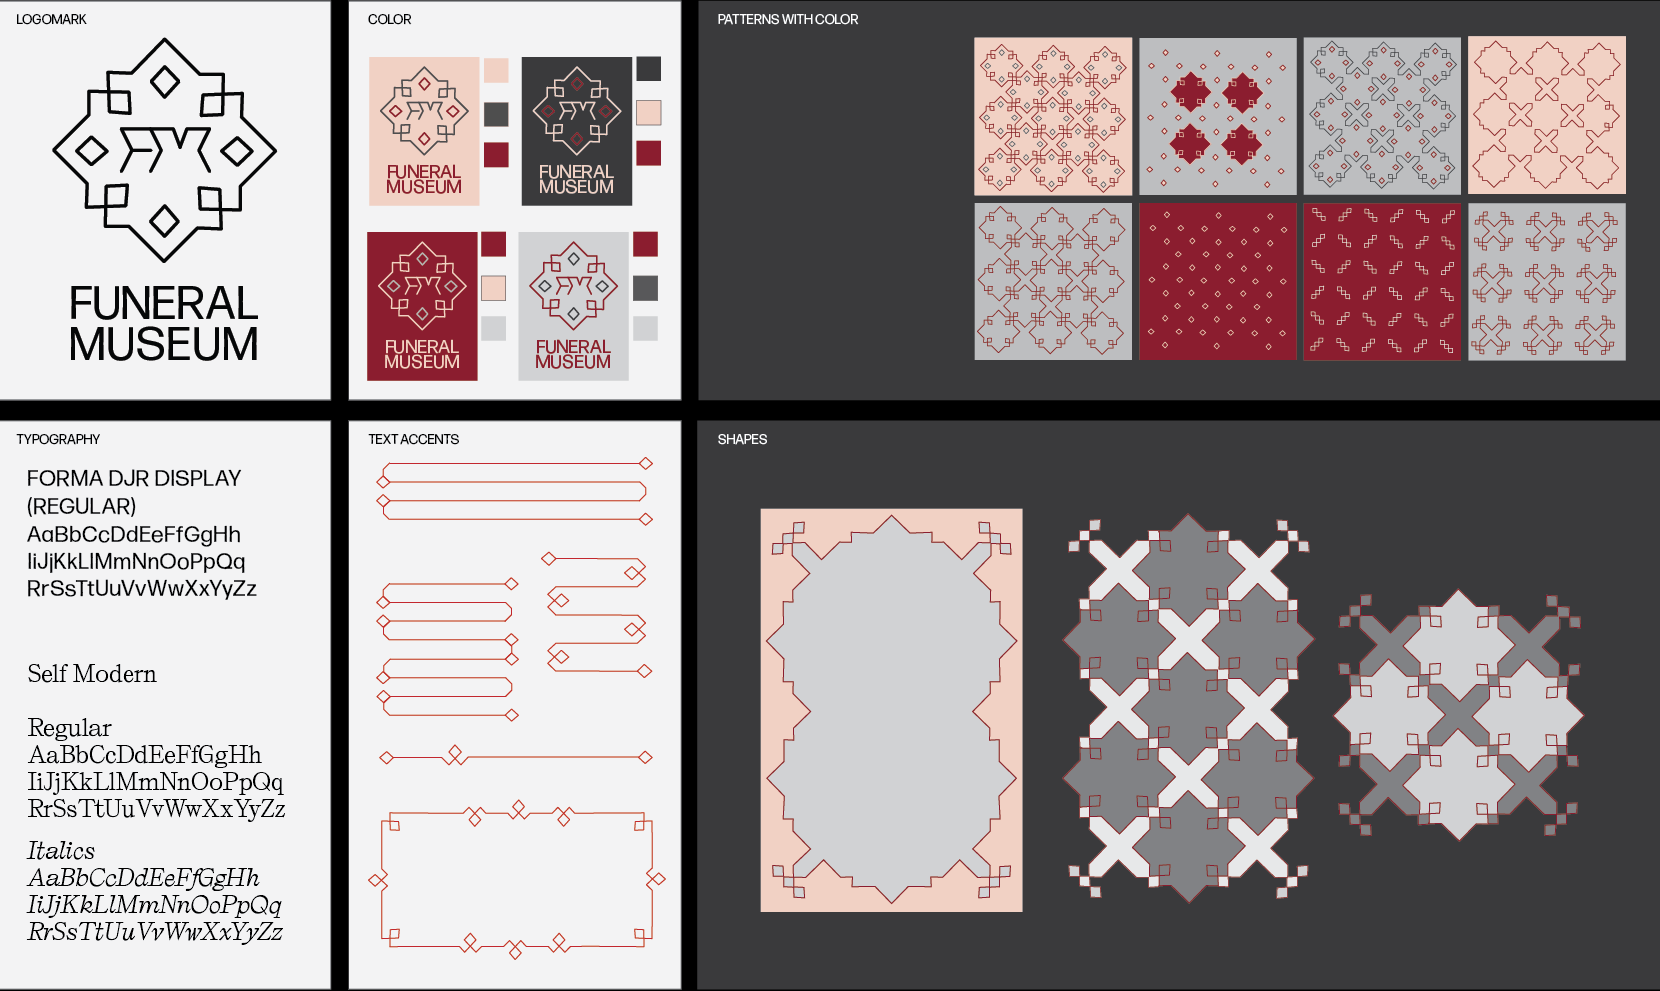 LOGOMARK
FUNERAL
MUSEUM
COLOR
FUNERAL
MUSEUM
FUNERAL
MUSEUM
FUNERAL
MUSEUM
FUNERAL
MUSEUM
PATTERNS WITH COLOR
TYPOGRAPHY
FORMA DJR DISPLAY
(REGULAR)
AaBbCcDdEeFfGgHh
IiJjKkLlMmNnOoPpQq
RrSsTtUuVvWwXxYyZz
Self Modern
Regular
AaBbCcDdEeFfGgHh
IiJjKkLlMmNnOoPpQq
RrSsTtUuVvWwXxYyZz
Italics
AaBbCcDdEeFfGgHh
IiJjKkLlMmNnOoPpQq
RrSsTtUuVvWwXxYyZz
TEXT ACCENTS
SHAPES